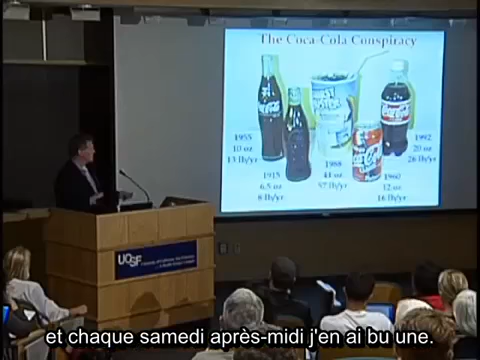 The Coca-Cola Conspiracy
1955
10 oz
13 lb/yr
1915
6.5 oz
8 lb/yr
1988
44 oz
57 lb/yr
1960
12 oz
16 lb/yr
1992
20 oz
26 lb/yr
UCSF
et chaque samedi après-midi j'en ai bu une.